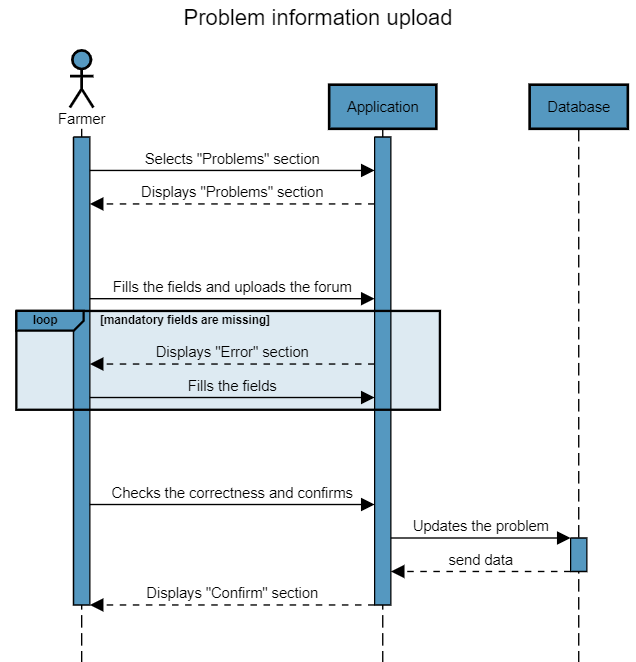 Problem information upload
Farmer
Application
Database
Selects "Problems" section
Displays "Problems" section
Fills the fields and uploads the forum
loop
[mandatory fields are missing]
Displays "Error" section
Fills the fields
Checks the correctness and confirms
Updates the problem
send data
Displays "Confirm" section